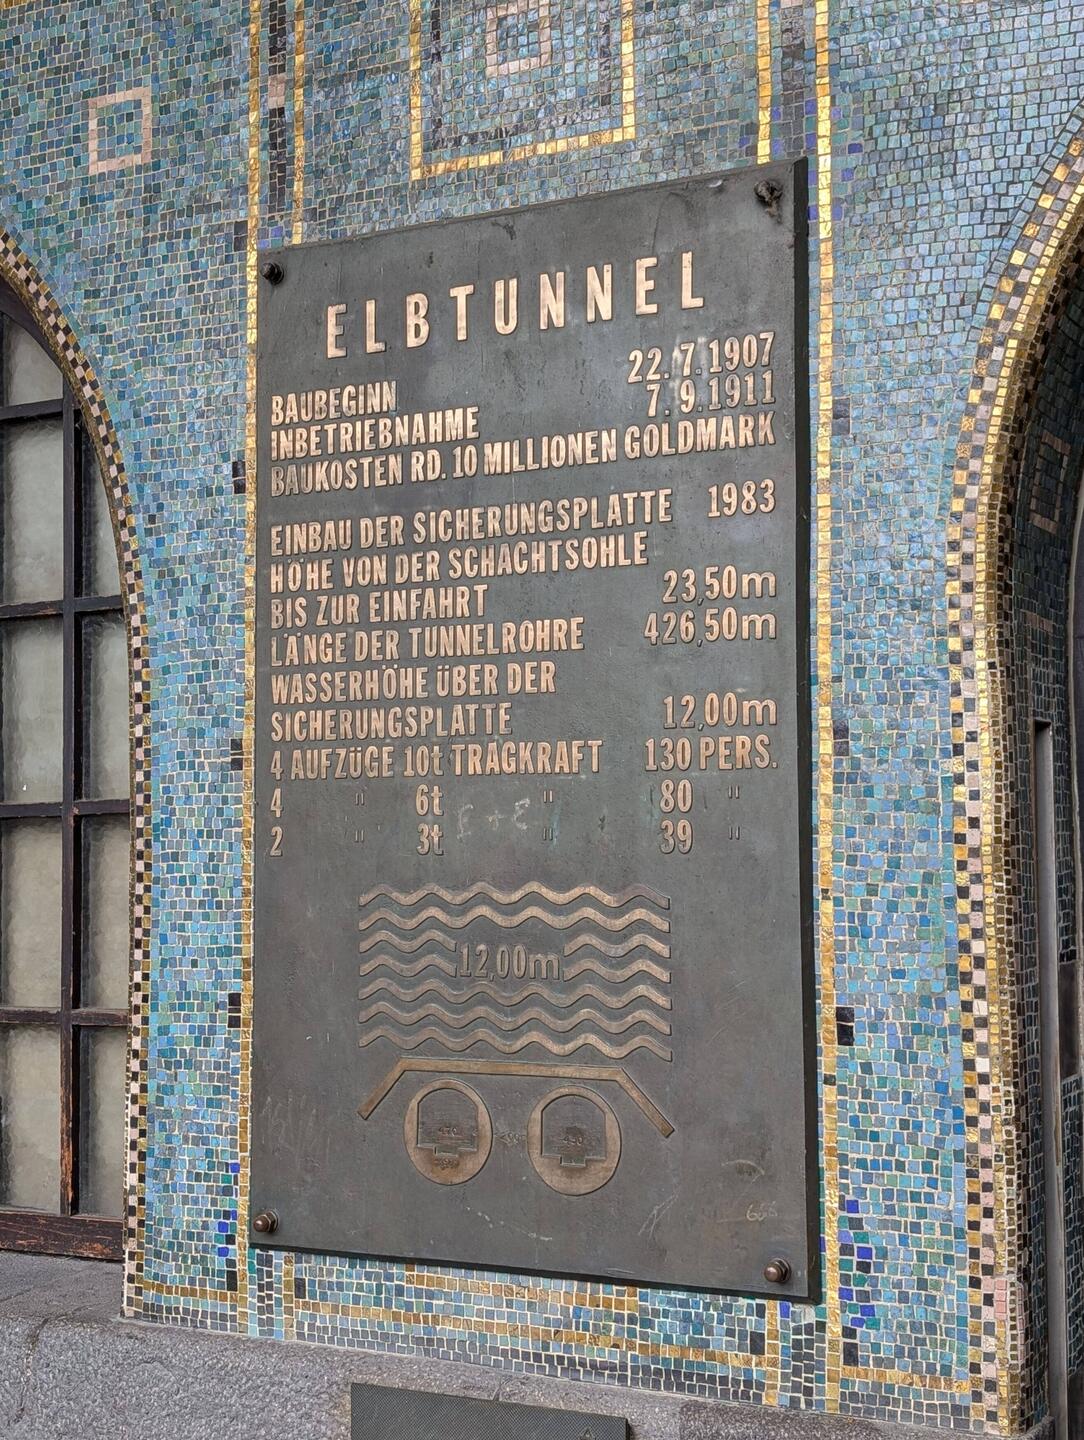 ELBTUNNEL
BAUBEGINN 22.7.1907
INBETRIEBNAHME 7.9.1911
BAUKOSTEN RD. 10 MILLIONEN GOLDMARK
EINBAU DER SICHERUNGSPLATTE 1983
HÖHE VON DER SCHACHTSOHLE
BIS ZUR EINFAHRT 23,50m
LÄNGE DER TUNNELROHRE 426,50m
WASSERHÖHE ÜBER DER
SICHERUNGSPLATTE 12,00m
4 AUFZÜGE 10t TRAGKRAFT 130 PERS.
4 " 6t " 80 "
2 " 3t " 39 "
E+E
12,00m